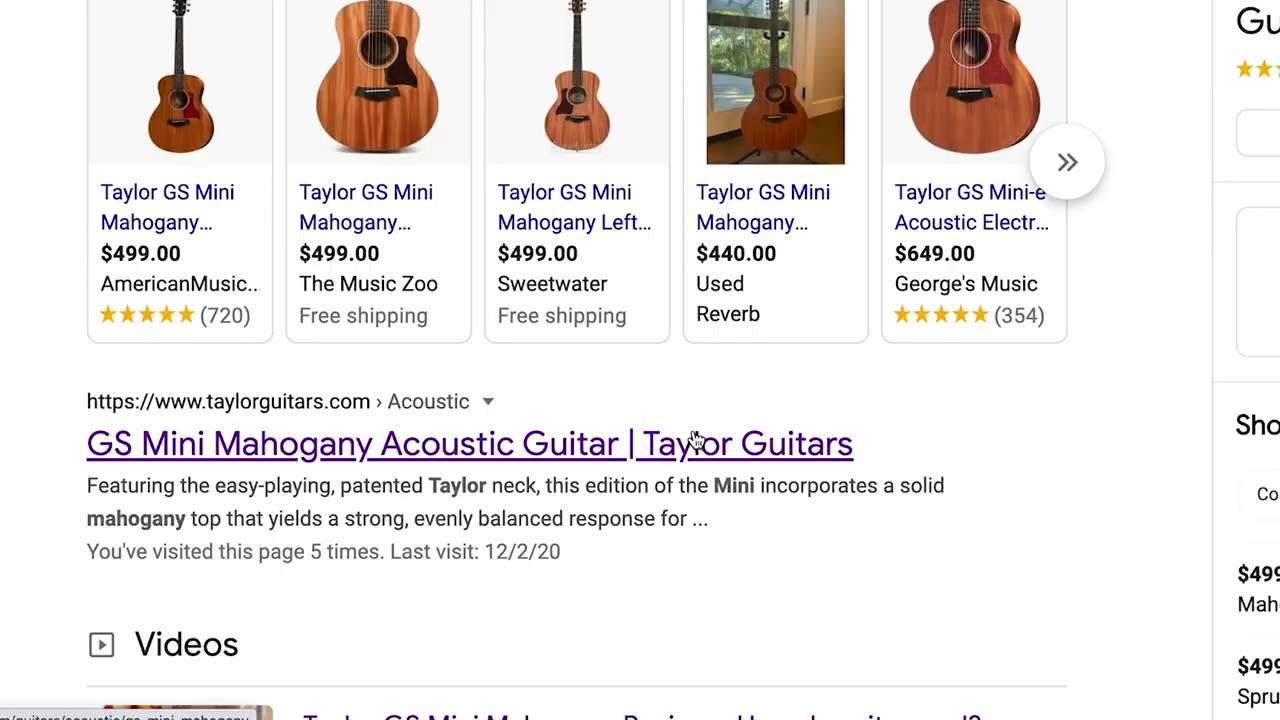 Taylor GS Mini
Mahogany...
$499.00
AmericanMusic..
(720)
Taylor GS Mini
Mahogany...
$499.00
The Music Zoo
Free shipping
Taylor GS Mini
Mahogany Left...
$499.00
Sweetwater
Free shipping
Taylor GS Mini
Mahogany...
$440.00
Used
Reverb
Taylor GS Mini-e
Acoustic Electr...
$649.00
George's Music
(354)
https://www.taylorguitars.com › Acoustic
GS Mini Mahogany Acoustic Guitar | Taylor Guitars
Featuring the easy-playing, patented Taylor neck, this edition of the Mini incorporates a solid
mahogany top that yields a strong, evenly balanced response for ...
You've visited this page 5 times. Last visit: 12/2/20
Videos
Gu
Sho
Co
$499
Maho
$499
Spru